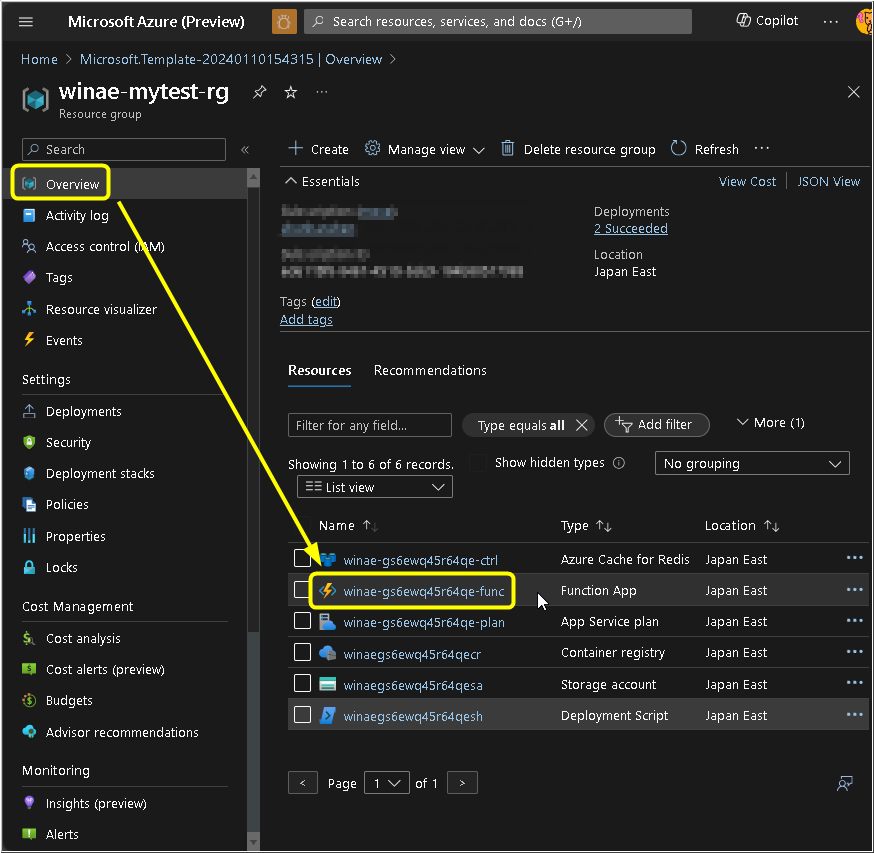 Microsoft Azure (Preview)
Search resources, services, and docs (G+/)
Copilot
Home > Microsoft.Template-20240110154315 | Overview >
winae-mytest-rg
Resource group
Search
Overview
Activity log
Access control (IAM)
Tags
Resource visualizer
Events
Settings
Deployments
Security
Deployment stacks
Policies
Properties
Locks
Cost Management
Cost analysis
Cost alerts (preview)
Budgets
Advisor recommendations
Monitoring
Insights (preview)
Alerts
Create
Manage view
Delete resource group
Refresh
Essentials
View Cost
JSON View
Deployments
2 Succeeded
Location
Japan East
Tags (edit)
Add tags
Resources
Recommendations
Filter for any field...
Type equals all
Add filter
More (1)
Showing 1 to 6 of 6 records.
Show hidden types
No grouping
List view
Name Type Location
winae-gs6ewq45r64qe-ctrl Azure Cache for Redis Japan East
winae-gs6ewq45r64qe-func Function App Japan East
winae-gs6ewq45r64qe-plan App Service plan Japan East
winaegs6ewq45r64qecr Container registry Japan East
winaegs6ewq45r64qesa Storage account Japan East
winaegs6ewq45r64qesh Deployment Script Japan East
< Page 1 of 1 >